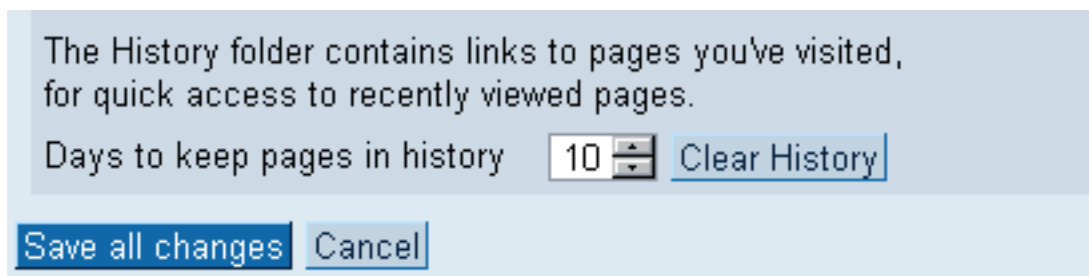 The History folder contains links to pages you've visited,
for quick access to recently viewed pages.
Days to keep pages in history 10 Clear History
Save all changes Cancel